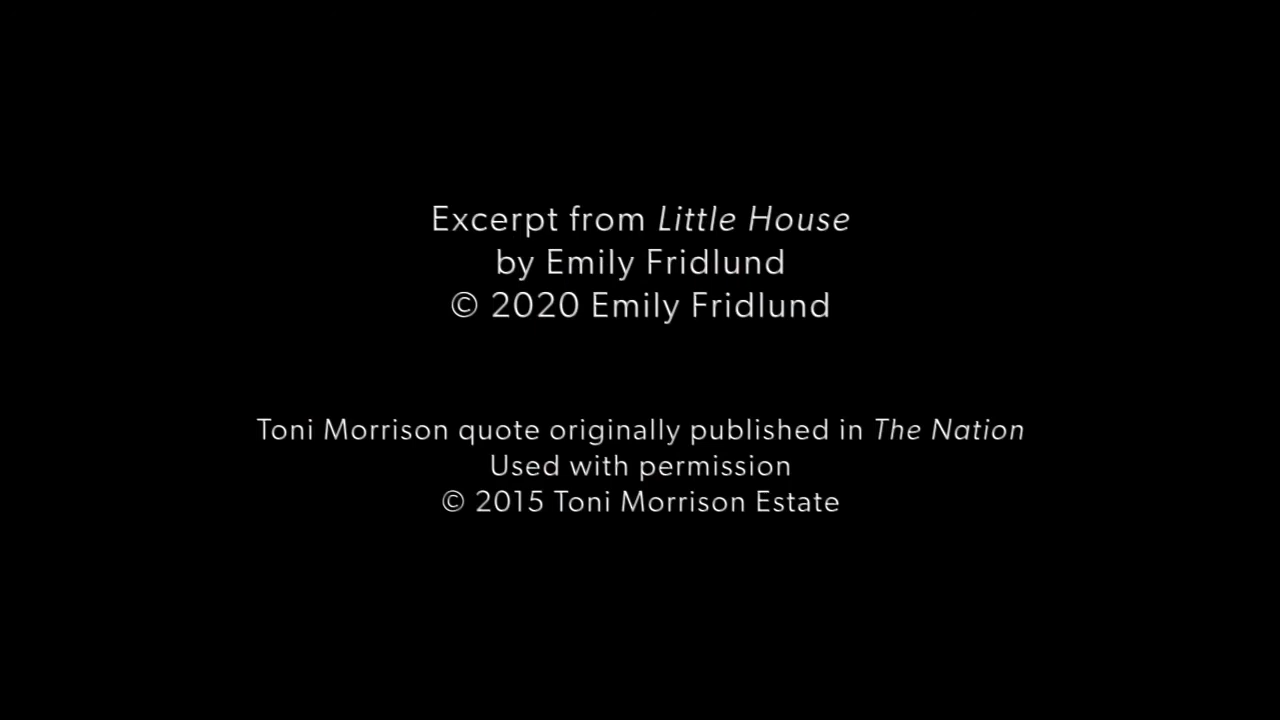 Excerpt from Little House
by Emily Fridlund
© 2020 Emily Fridlund
Toni Morrison quote originally published in The Nation
Used with permission
© 2015 Toni Morrison Estate